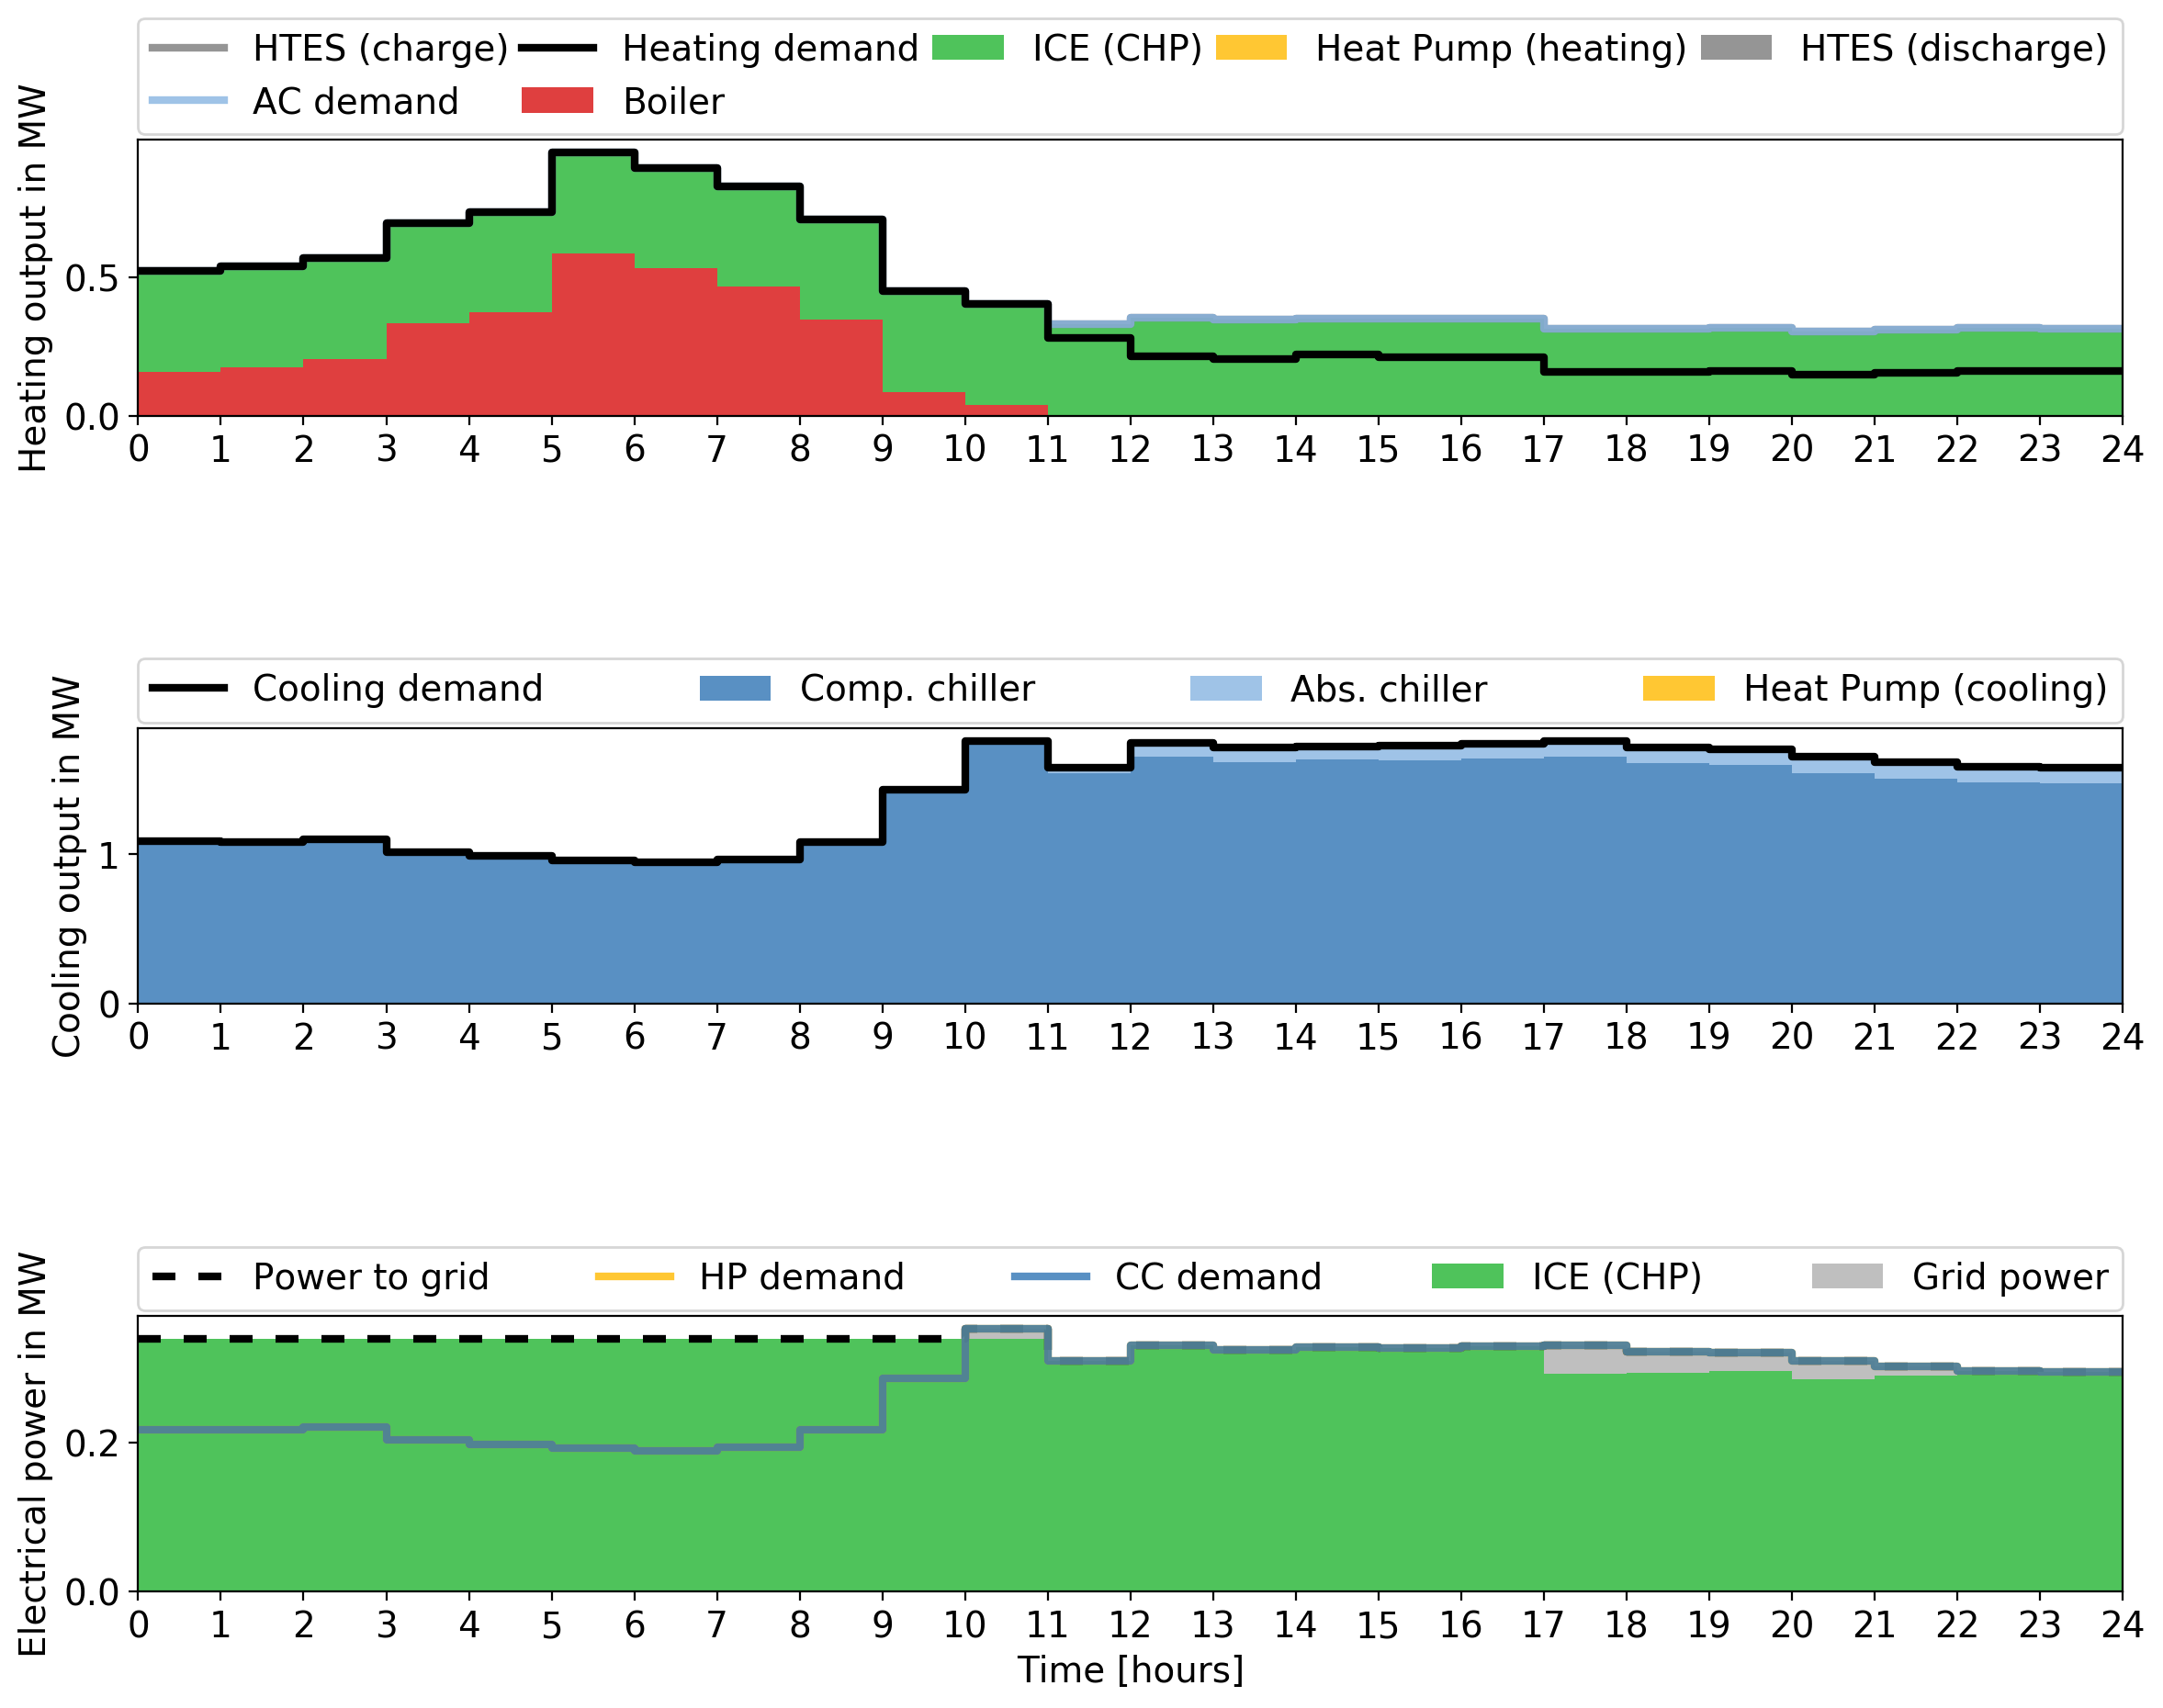 HTES (charge) Heating demand ICE (CHP) Heat Pump (heating) HTES (discharge)
AC demand Boiler
Heating output in MW
0.5
0.0
0 1 2 3 4 5 6 7 8 9 10 11 12 13 14 15 16 17 18 19 20 21 22 23 24
Cooling demand Comp. chiller Abs. chiller Heat Pump (cooling)
Cooling output in MW
1
0
0 1 2 3 4 5 6 7 8 9 10 11 12 13 14 15 16 17 18 19 20 21 22 23 24
Power to grid HP demand CC demand ICE (CHP) Grid power
Electrical power in MW
0.2
0.0
0 1 2 3 4 5 6 7 8 9 10 11 12 13 14 15 16 17 18 19 20 21 22 23 24
Time [hours]